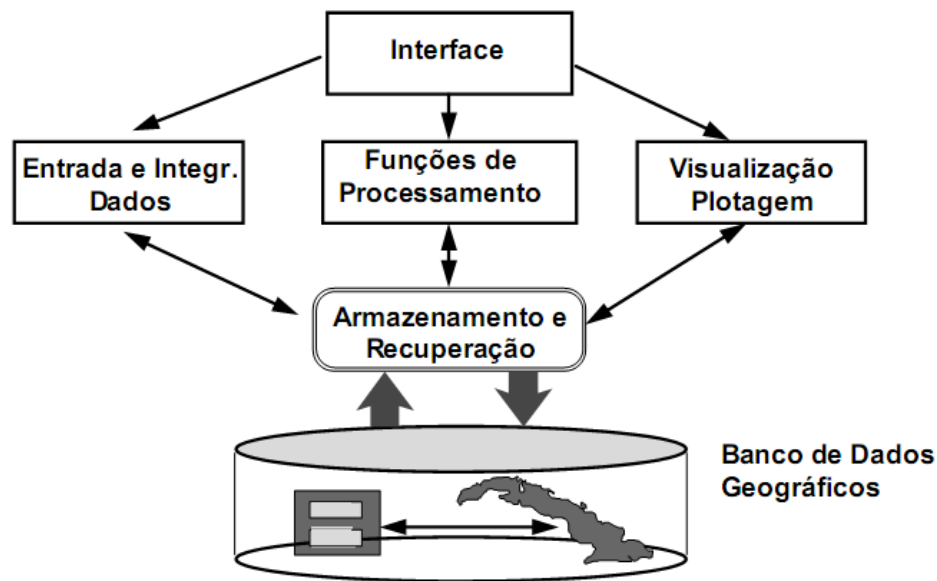 Interface
Entrada e Integr.
Dados
Funções de
Processamento
Visualização
Plotagem
Armazenamento e
Recuperação
Banco de Dados
Geográficos